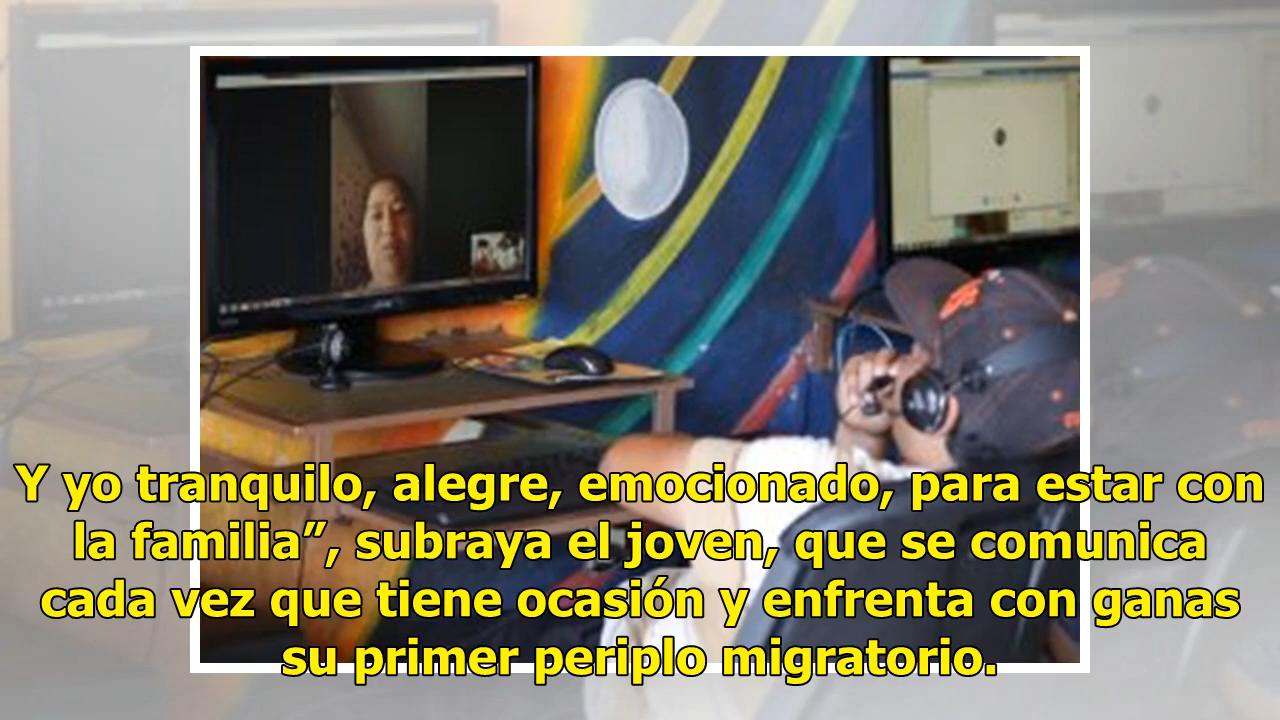 Y yo tranquilo, alegre, emocionado, para estar con
la familia”, subraya el joven, que se comunica
cada vez que tiene ocasión y enfrenta con ganas
su primer periplo migratorio.